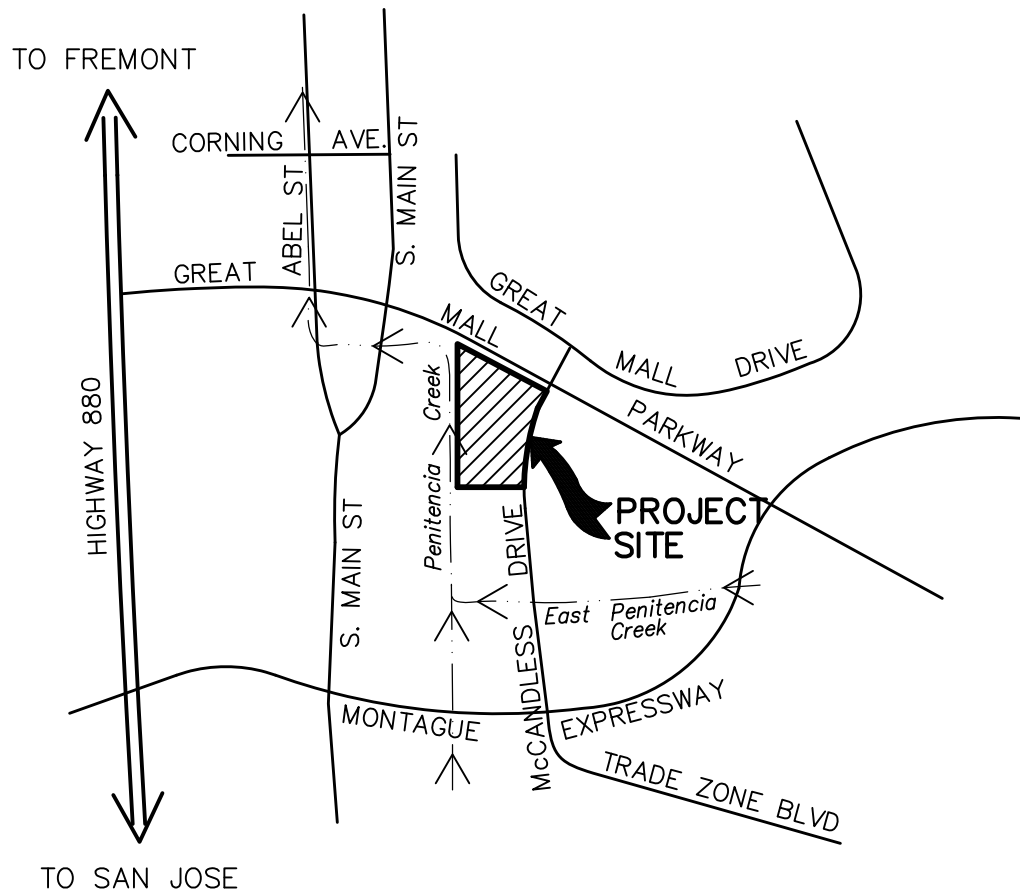 TO FREMONT
CORNING AVE.
ABEL ST
S. MAIN ST
GREAT MALL PARKWAY
GREAT MALL DRIVE
HIGHWAY 880
Penitencia Creek
PROJECT
SITE
S. MAIN ST
McCANDLESS DRIVE
East Penitencia
Creek
MONTAGUE EXPRESSWAY
TRADE ZONE BLVD
TO SAN JOSE